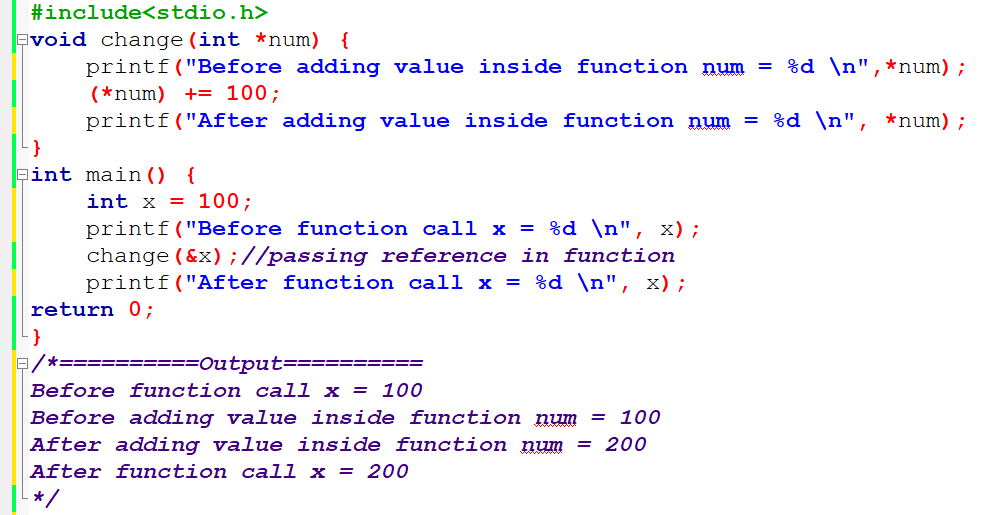 #include<stdio.h>
void change(int *num) {
    printf("Before adding value inside function num = %d \n",*num);
    (*num) += 100;
    printf("After adding value inside function num = %d \n", *num);
}
int main() {
    int x = 100;
    printf("Before function call x = %d \n", x);
    change(&x);//passing reference in function
    printf("After function call x = %d \n", x);
return 0;
}
/*==========Output==========
Before function call x = 100
Before adding value inside function num = 100
After adding value inside function num = 200
After function call x = 200
*/